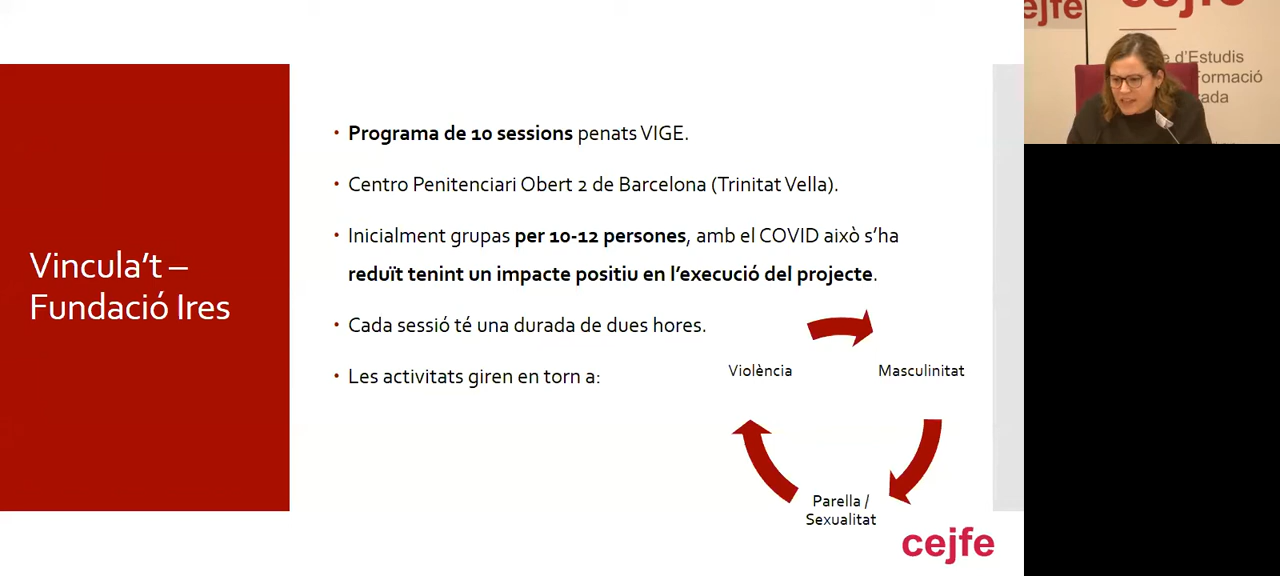 Vincula't –
Fundació Ires
• Programa de 10 sessions penats VIGE.
• Centro Penitenciari Obert 2 de Barcelona (Trinitat Vella).
• Inicialment grupas per 10-12 persones, amb el COVID això s'ha
reduït tenint un impacte positiu en l'execució del projecte.
• Cada sessió té una durada de dues hores.
• Les activitats giren en torn a:
Violència
Masculinitat
Parella /
Sexualitat
cejfe
cejfe
cejfe
e d'Estudis
Formació